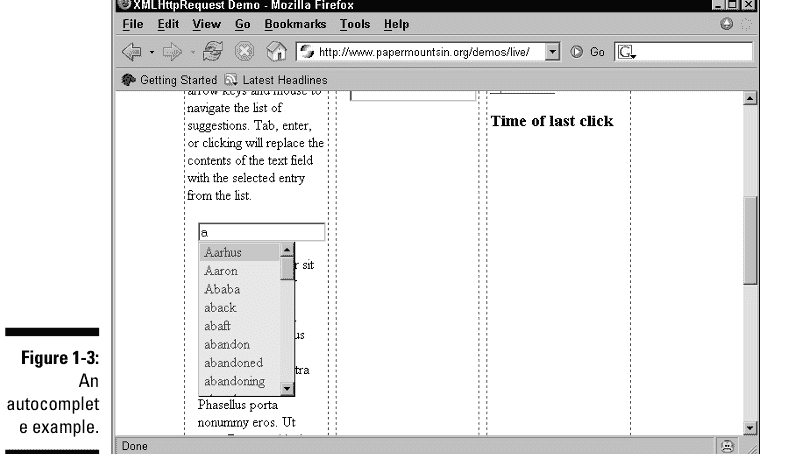 XMLHttpRequest Demo - Mozilla Firefox
File Edit View Go Bookmarks Tools Help
http://www.papermountsin.org/demos/live/ Go G
Getting Started Latest Headlines
arrow keys and mouse to
navigate the list of
suggestions. Tab, enter,
or clicking will replace the
contents of the text field
with the selected entry
from the list.
Time of last click
a
Aarhus
r sit
Aaron
Ababa
aback
abaft
us
abandon
abandoned
tra
abandoning
Phasellus porta
nonummy eros. Ut
Done
Figure 1-3:
An
autocomplet
e example.